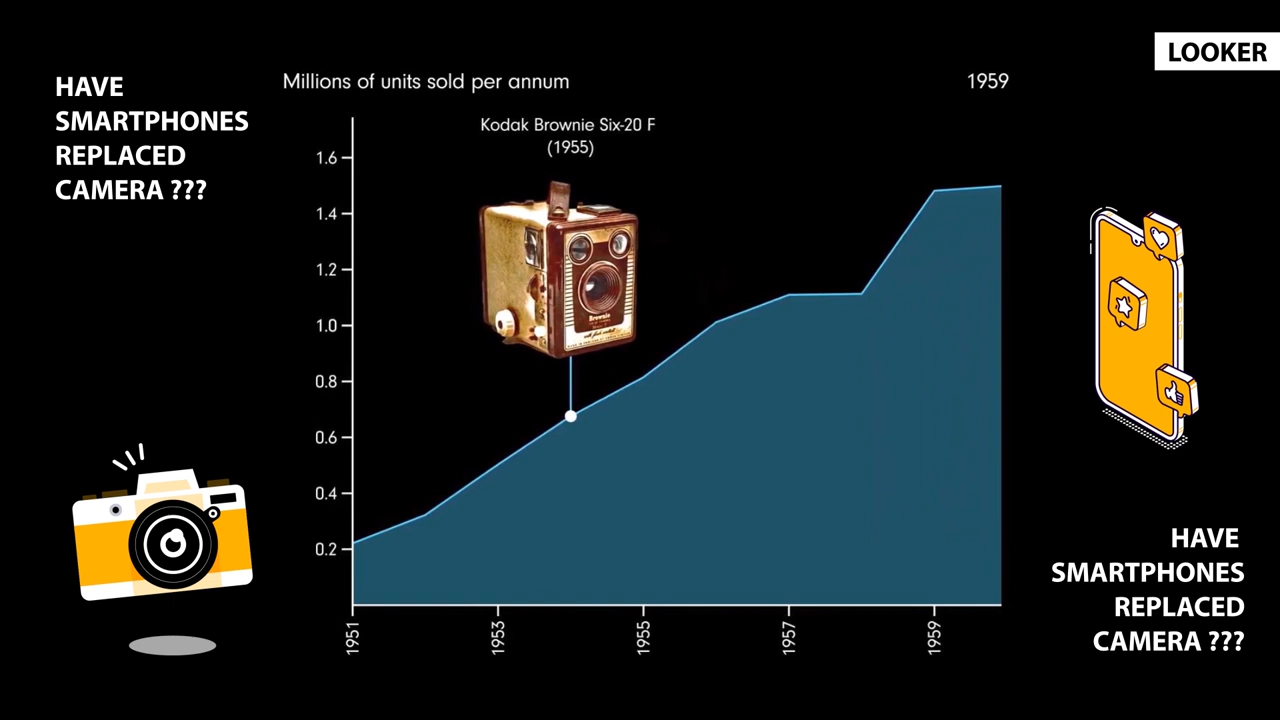 LOOKER
HAVE
SMARTPHONES
REPLACED
CAMERA ???
Millions of units sold per annum
1959
Kodak Brownie Six-20 F
(1955)
1.6
1.4
1.2
1.0
0.8
0.6
0.4
0.2
Brownie
1951
1953
1955
1957
1959
HAVE
SMARTPHONES
REPLACED
CAMERA ???